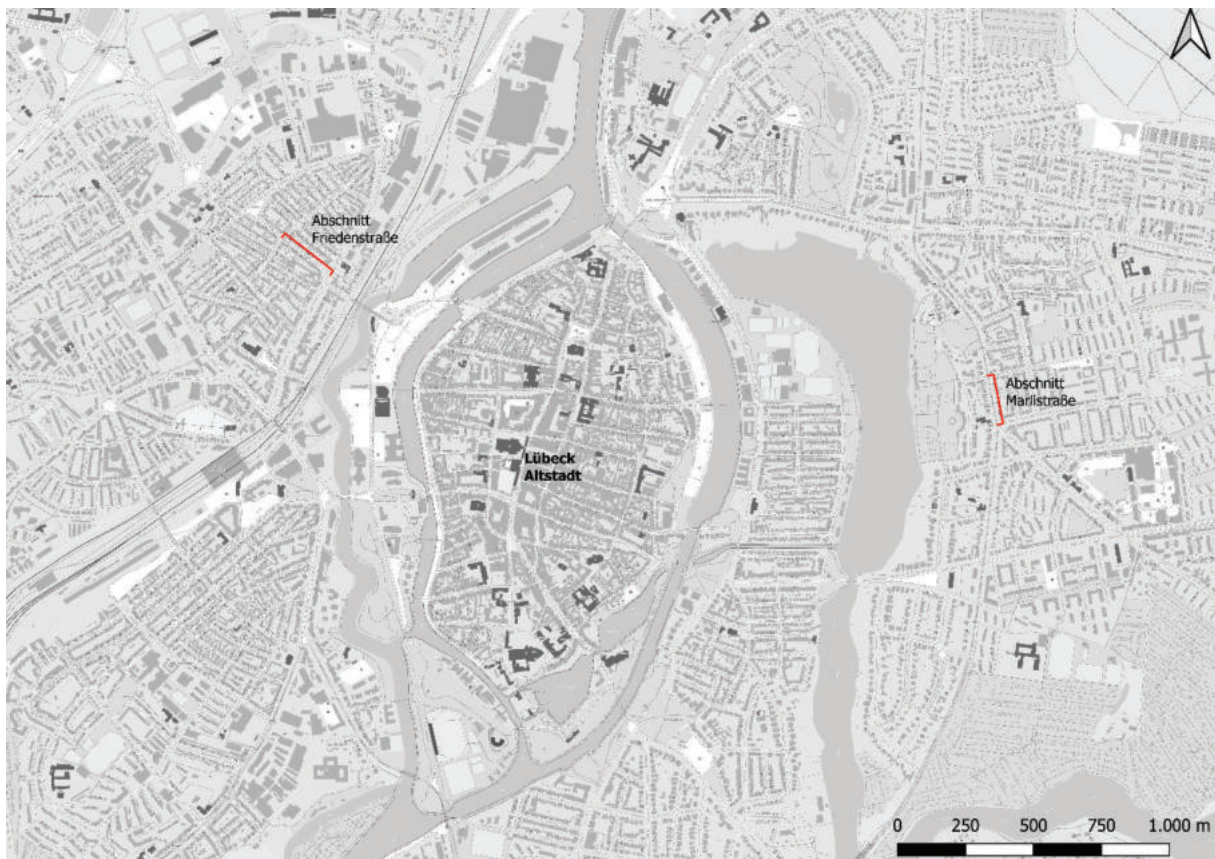 Abschnitt
Friedenstraße
Abschnitt
Marlistraße
Lübeck
Altstadt
0 250 500 750 1.000 m